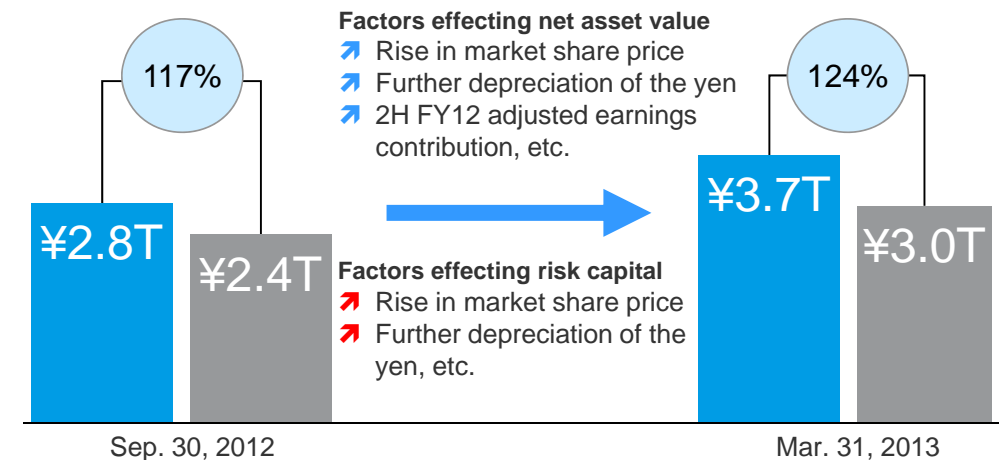 Factors effecting net asset value
Rise in market share price
Further depreciation of the yen
2H FY12 adjusted earnings
contribution, etc.
117%
124%
¥2.8T
¥2.4T
¥3.7T
¥3.0T
Factors effecting risk capital
Rise in market share price
Further depreciation of the
yen, etc.
Sep. 30, 2012
Mar. 31, 2013